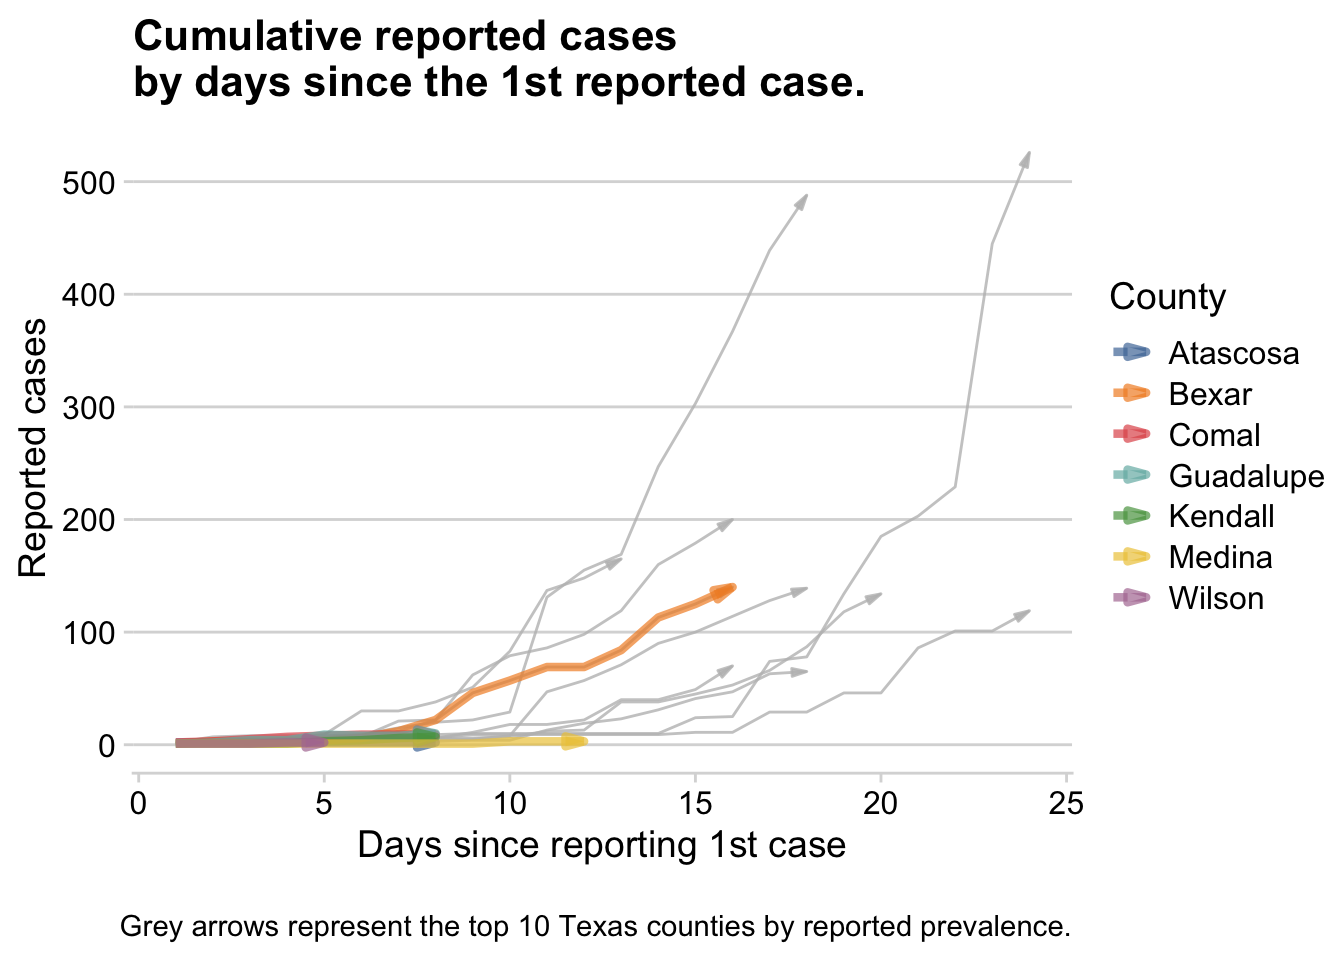 Cumulative reported cases
by days since the 1st reported case.
Reported cases
500
400
300
200
100
0
0 5 10 15 20 25
Days since reporting 1st case
County
Atascosa
Bexar
Comal
Guadalupe
Kendall
Medina
Wilson
Grey arrows represent the top 10 Texas counties by reported prevalence.